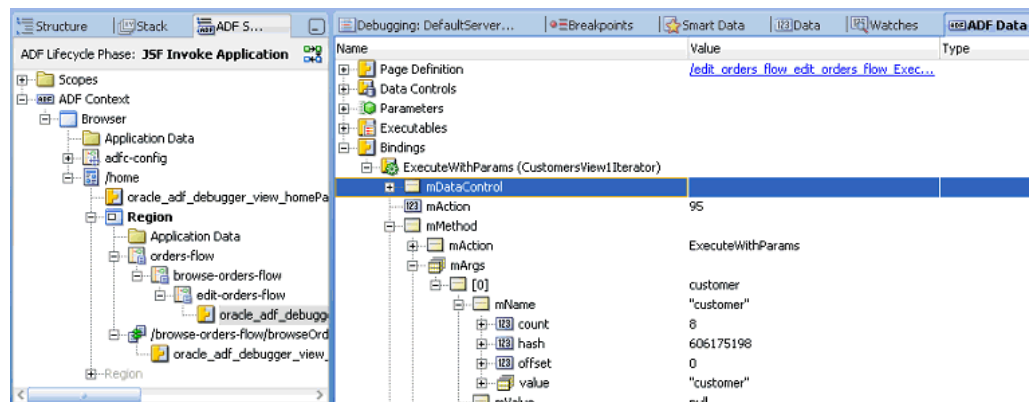 Structure
Stack
ADF S...
ADF Lifecycle Phase: JSF Invoke Application
Scopes
ADF Context
Browser
Application Data
adfc-config
/home
oracle_adf_debugger_view_homePa
Region
Application Data
orders-flow
browse-orders-flow
edit-orders-flow
oracle_adf_debugg
/browse-orders-flow/browseOrd
oracle_adf_debugger_view_
Region
Debugging: DefaultServer...
Breakpoints
Smart Data
Data
Watches
ADF Data
Name Value Type
Page Definition /edit_orders_flow_edit_orders_flow_Exec...
Data Controls
Parameters
Executables
Bindings
ExecuteWithParams (CustomersView1Iterator)
mDataControl
mAction 95
mMethod
mAction ExecuteWithParams
mArgs
[0] customer
mName "customer"
count 8
hash 606175198
offset 0
value "customer"
mValue null